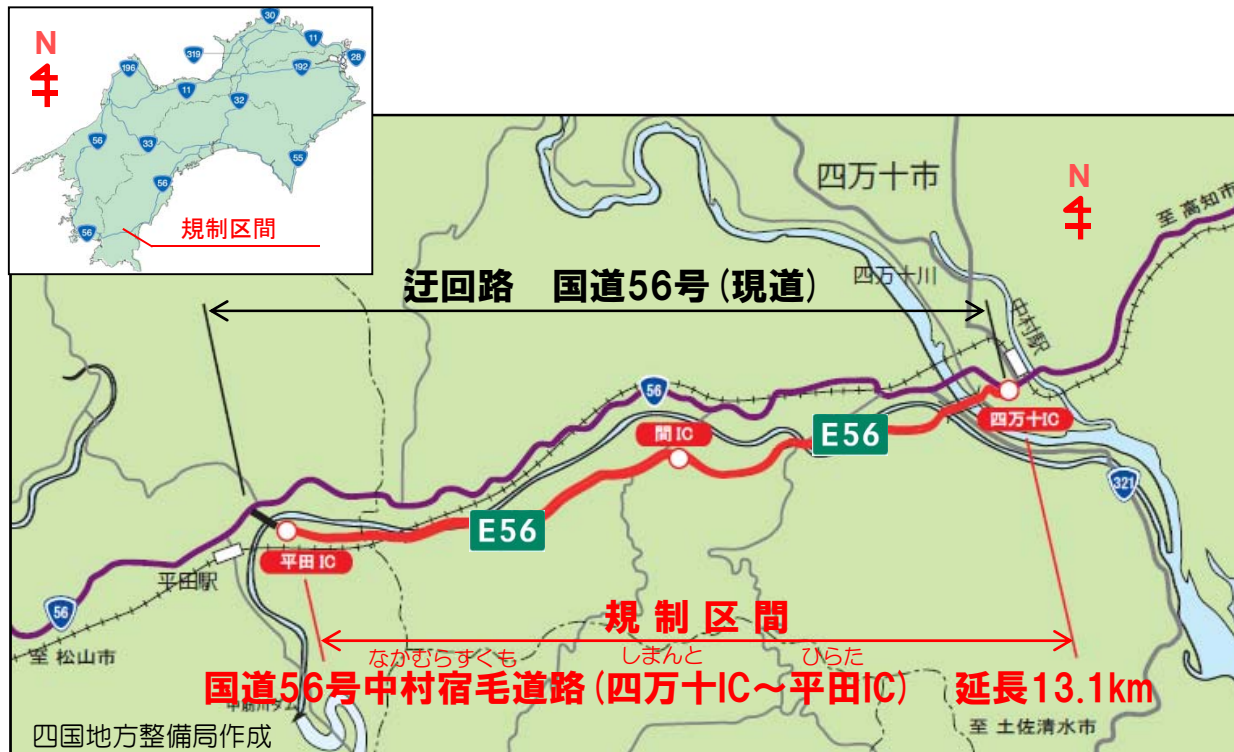 N
30
11
319
28
196
192
11
32
56
33
55
56
56
規制区間
四万十市
N
至 高知市
迂回路　国道56号(現道)
四万十川
中村駅
56
間IC
E56
四万十IC
321
E56
平田IC
平田駅
56
至 松山市
規制区間
なかむらすくも　しまんと　ひらた
国道56号中村宿毛道路(四万十IC～平田IC)　延長13.1km
中筋川ダム
至 土佐清水市
四国地方整備局作成